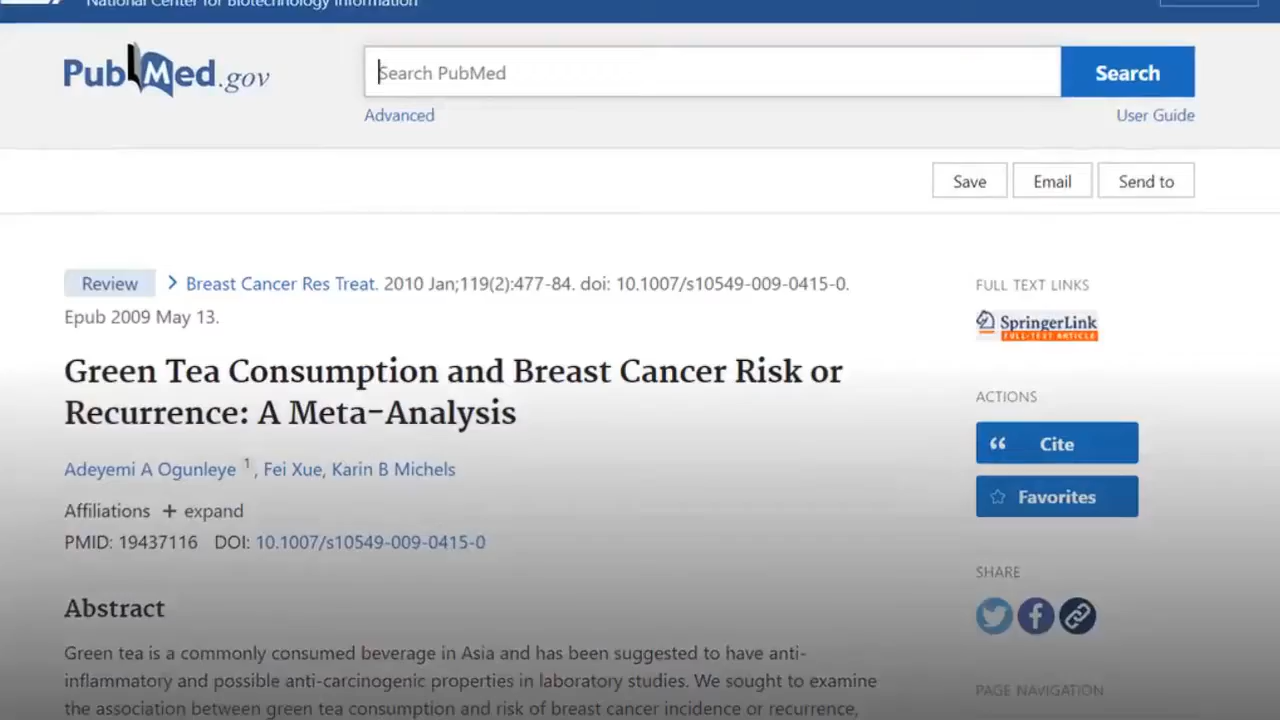 National Center for Biotechnology Information
PubMed.gov
Search PubMed
Search
Advanced
User Guide
Save
Email
Send to
Review
Breast Cancer Res Treat. 2010 Jan;119(2):477-84. doi: 10.1007/s10549-009-0415-0.
Epub 2009 May 13.
Green Tea Consumption and Breast Cancer Risk or
Recurrence: A Meta-Analysis
Adeyemi A Ogunleye 1, Fei Xue, Karin B Michels
Affiliations + expand
PMID: 19437116 DOI: 10.1007/s10549-009-0415-0
Abstract
Green tea is a commonly consumed beverage in Asia and has been suggested to have anti-
inflammatory and possible anti-carcinogenic properties in laboratory studies. We sought to examine
the association between green tea consumption and risk of breast cancer incidence or recurrence,
FULL TEXT LINKS
SpringerLink
FULL-TEXT ARTICLE
ACTIONS
Cite
Favorites
SHARE
PAGE NAVIGATION